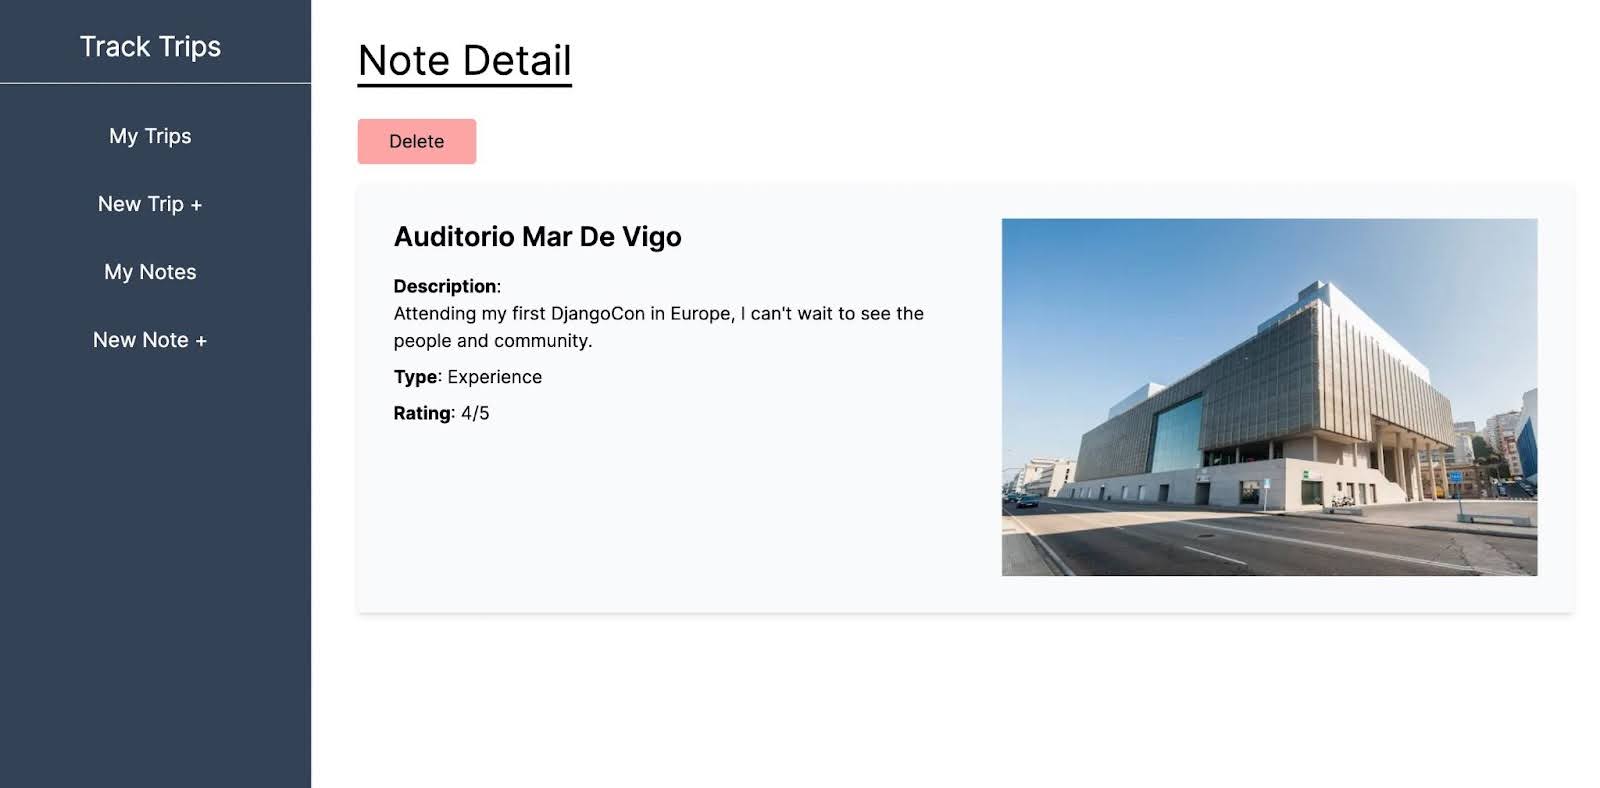 Track Trips
My Trips
New Trip +
My Notes
New Note +
Note Detail
Delete
Auditorio Mar De Vigo
Description:
Attending my first DjangoCon in Europe, I can't wait to see the
people and community.
Type: Experience
Rating: 4/5